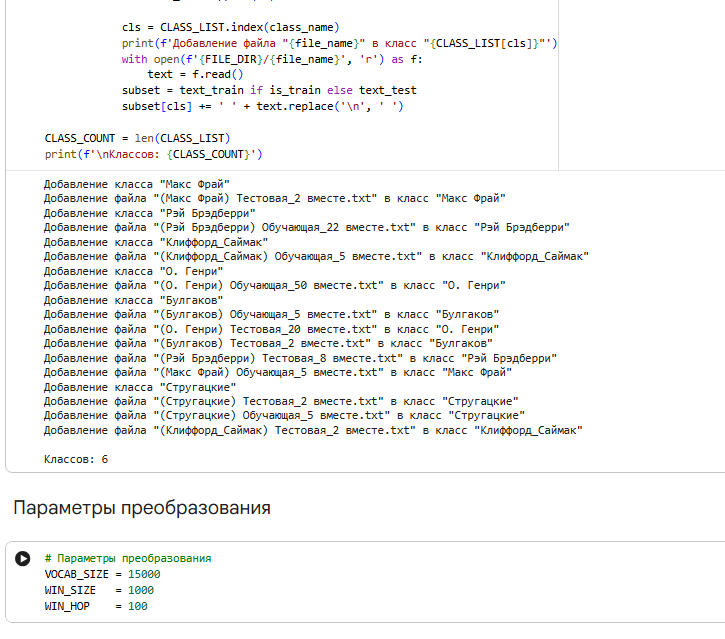 cls = CLASS_LIST.index(class_name)
print(f'Добавление файла "{file_name}" в класс "{CLASS_LIST[cls]}"')
with open(f'{FILE_DIR}/{file_name}', 'r') as f:
text = f.read()
subset = text_train if is_train else text_test
subset[cls] += ' ' + text.replace('\n', ' ')
CLASS_COUNT = len(CLASS_LIST)
print(f'\nКлассов: {CLASS_COUNT}')
Добавление класса "Макс Фрай"
Добавление файла "(Макс Фрай) Тестовая_2 вместе.txt" в класс "Макс Фрай"
Добавление класса "Рэй Брэдберри"
Добавление файла "(Рэй Брэдберри) Обучающая_22 вместе.txt" в класс "Рэй Брэдберри"
Добавление класса "Клиффорд_Саймак"
Добавление файла "(Клиффорд_Саймак) Обучающая_5 вместе.txt" в класс "Клиффорд_Саймак"
Добавление класса "О. Генри"
Добавление файла "(О. Генри) Обучающая_50 вместе.txt" в класс "О. Генри"
Добавление класса "Булгаков"
Добавление файла "(Булгаков) Обучающая_5 вместе.txt" в класс "Булгаков"
Добавление файла "(О. Генри) Тестовая_20 вместе.txt" в класс "О. Генри"
Добавление файла "(Булгаков) Тестовая_2 вместе.txt" в класс "Булгаков"
Добавление файла "(Рэй Брэдберри) Тестовая_8 вместе.txt" в класс "Рэй Брэдберри"
Добавление файла "(Макс Фрай) Обучающая_5 вместе.txt" в класс "Макс Фрай"
Добавление класса "Стругацкие"
Добавление файла "(Стругацкие) Тестовая_2 вместе.txt" в класс "Стругацкие"
Добавление файла "(Стругацкие) Обучающая_5 вместе.txt" в класс "Стругацкие"
Добавление файла "(Клиффорд_Саймак) Тестовая_2 вместе.txt" в класс "Клиффорд_Саймак"
Классов: 6
Параметры преобразования
# Параметры преобразования
VOCAB_SIZE = 15000
WIN_SIZE = 1000
WIN_HOP = 100